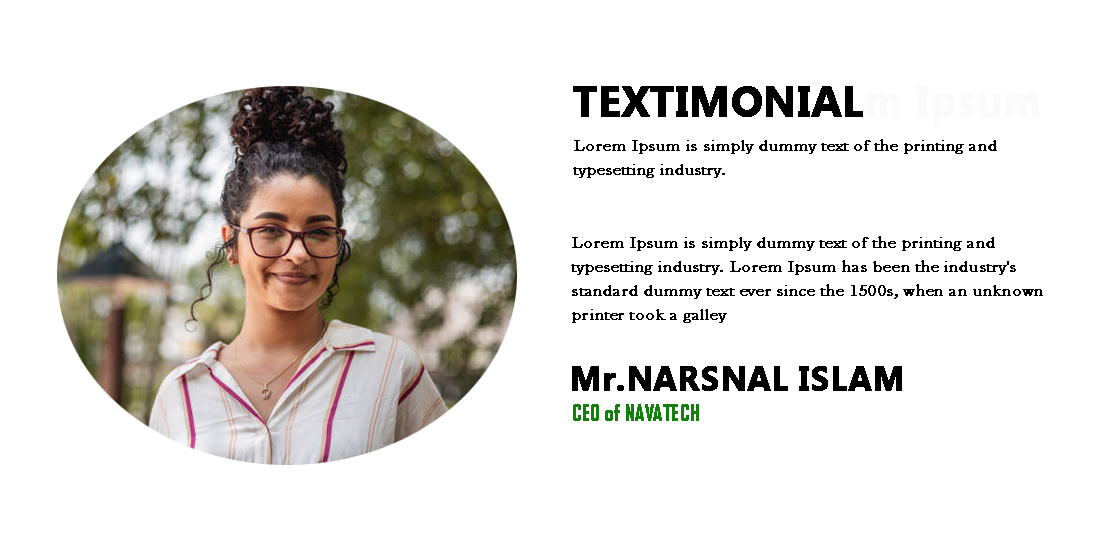 TEXTIMONIAL m Ipsum
Lorem Ipsum is simply dummy text of the printing and
typesetting industry.
Lorem Ipsum is simply dummy text of the printing and
typesetting industry. Lorem Ipsum has been the industry's
standard dummy text ever since the 1500s, when an unknown
printer took a galley
Mr.NARSNAL ISLAM
CEO of NAVATECH